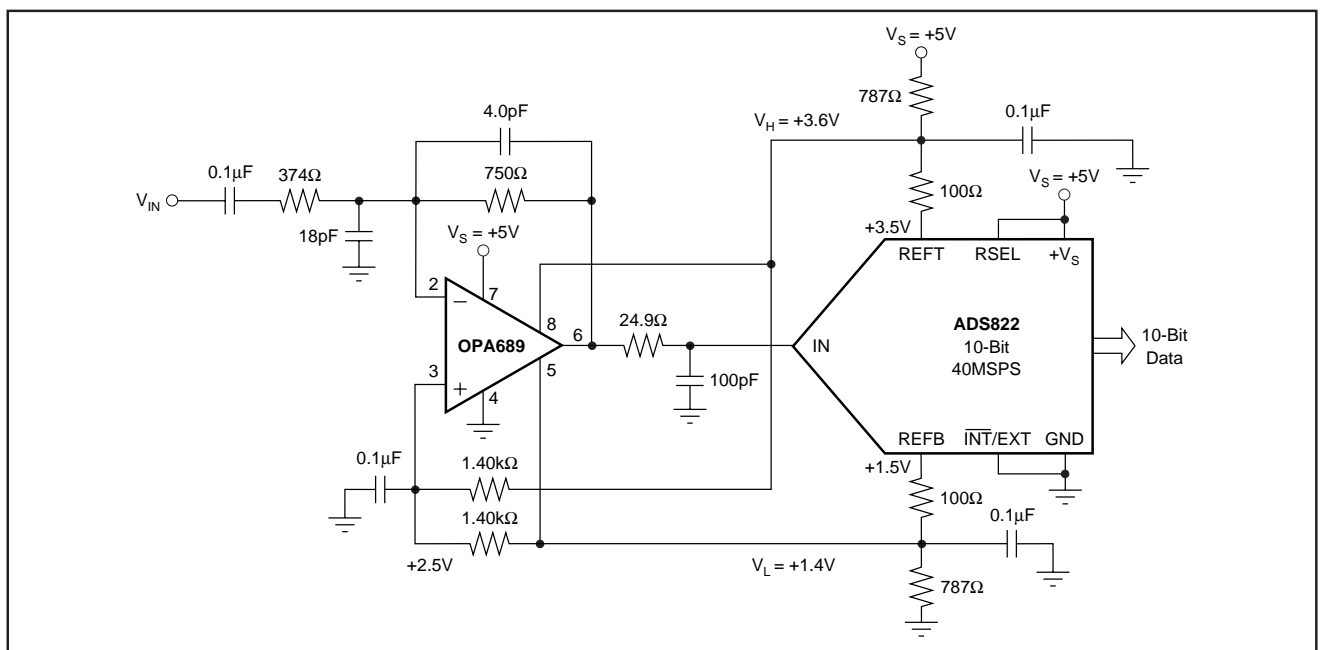 V_S = +5V
787Ω
0.1µF
V_H = +3.6V
4.0pF
0.1µF
374Ω
750Ω
V_IN
100Ω
V_S = +5V
18pF
V_S = +5V
+3.5V
REFT
RSEL
+V_S
2
−
7
8
24.9Ω
OPA689
6
IN
ADS822
10-Bit
40MSPS
10-Bit
Data
5
3
+
4
100pF
REFB
INT/EXT
GND
0.1µF
1.40kΩ
+1.5V
100Ω
1.40kΩ
0.1µF
+2.5V
V_L = +1.4V
787Ω